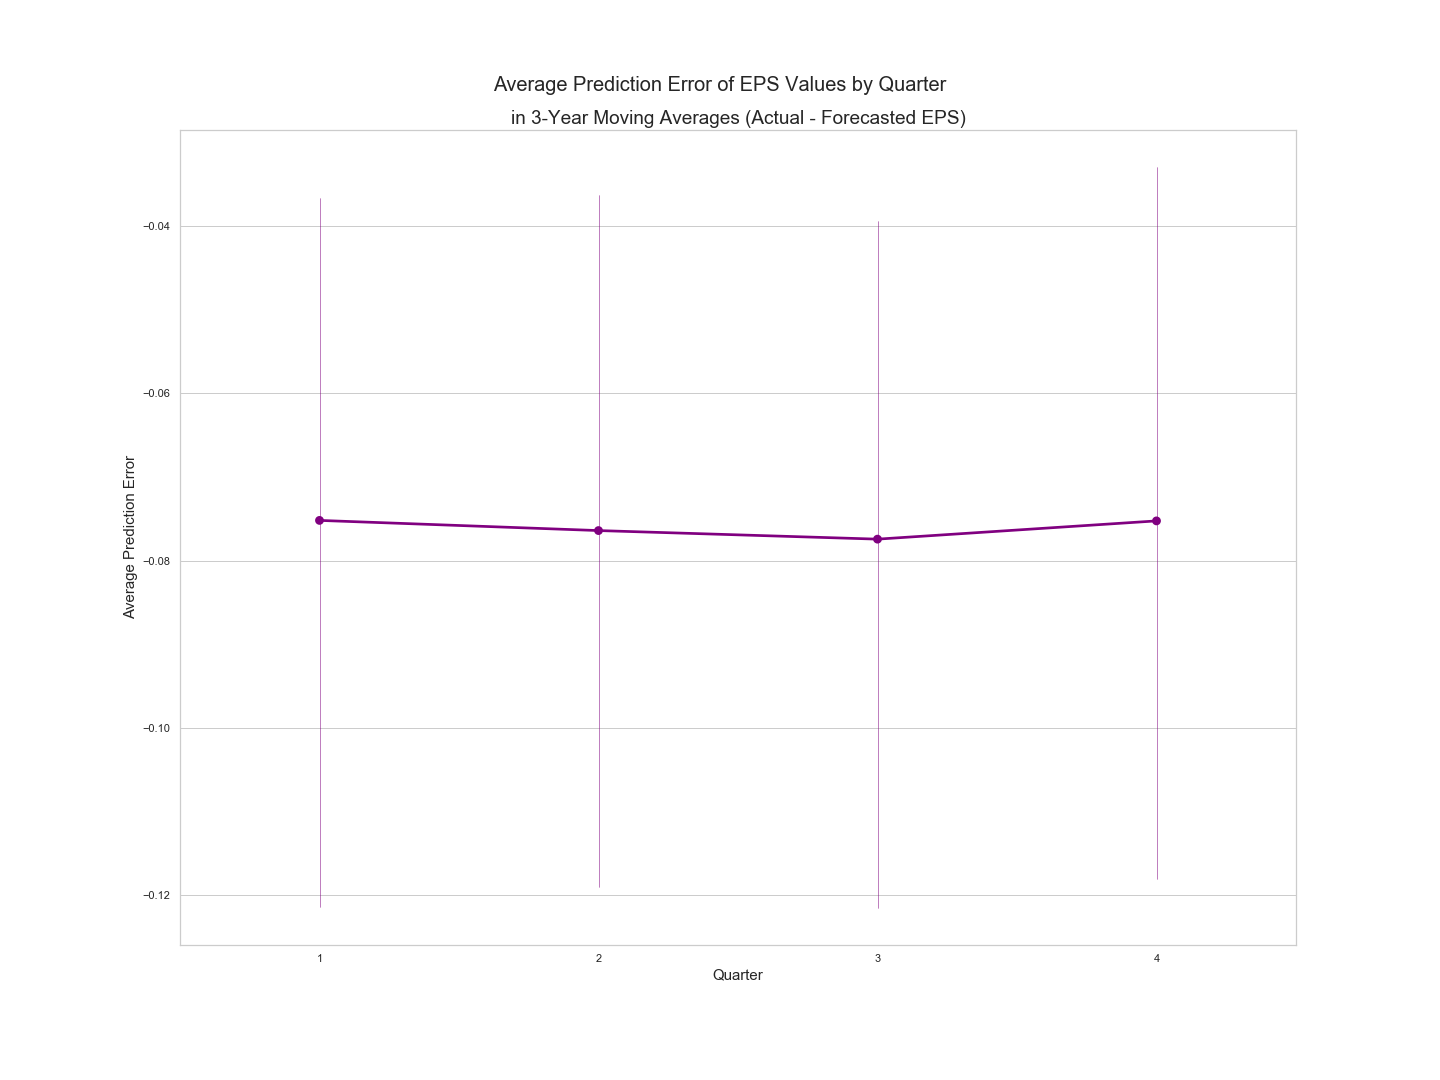 Average Prediction Error of EPS Values by Quarter
in 3-Year Moving Averages (Actual - Forecasted EPS)
−0.04
−0.06
−0.08
−0.10
−0.12
Average Prediction Error
1 2 3 4
Quarter